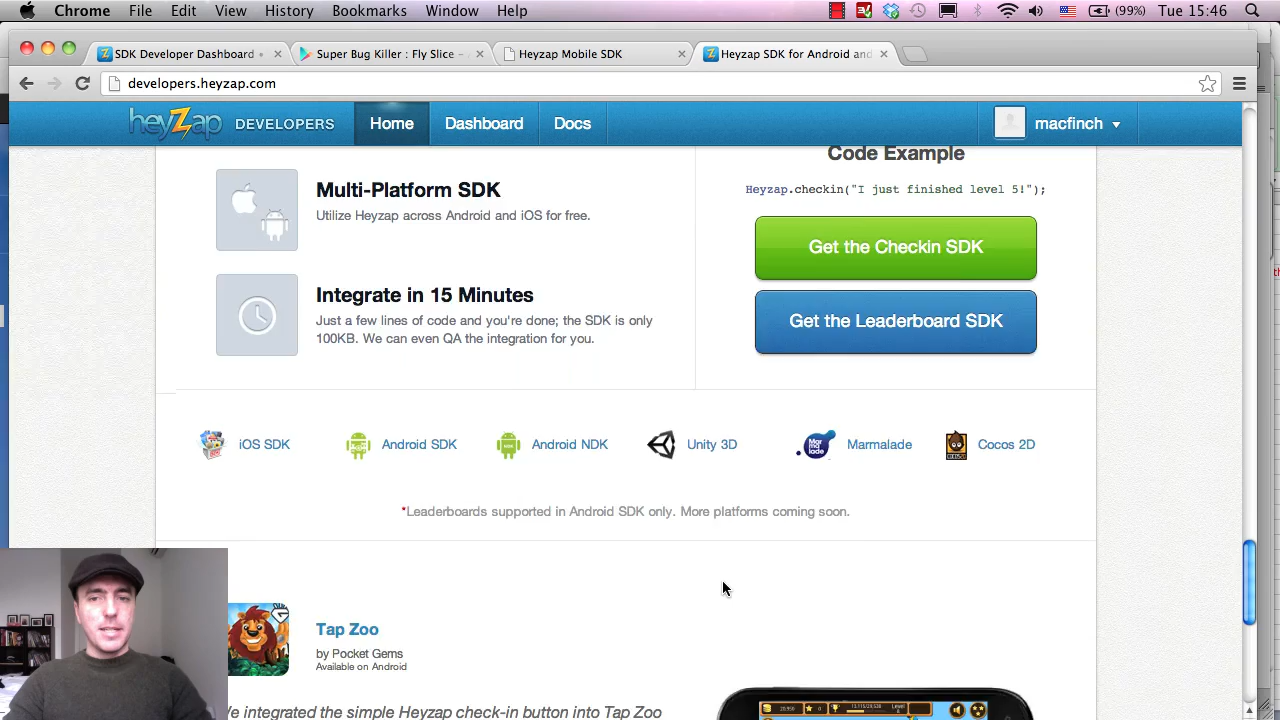 Chrome File Edit View History Bookmarks Window Help (99%) Tue 15:46
SDK Developer Dashboard
Super Bug Killer : Fly Slice -
Heyzap Mobile SDK
Heyzap SDK for Android and
developers.heyzap.com
heyzap DEVELOPERS Home Dashboard Docs macfinch
Multi-Platform SDK
Utilize Heyzap across Android and iOS for free.
Integrate in 15 Minutes
Just a few lines of code and you're done; the SDK is only
100KB. We can even QA the integration for you.
Code Example
Heyzap.checkin("I just finished level 5!");
Get the Checkin SDK
Get the Leaderboard SDK
iOS SDK Android SDK Android NDK Unity 3D Marmalade Cocos 2D
*Leaderboards supported in Android SDK only. More platforms coming soon.
Tap Zoo
by Pocket Gems
Available on Android
integrated the simple Heyzap check-in button into Tap Zoo